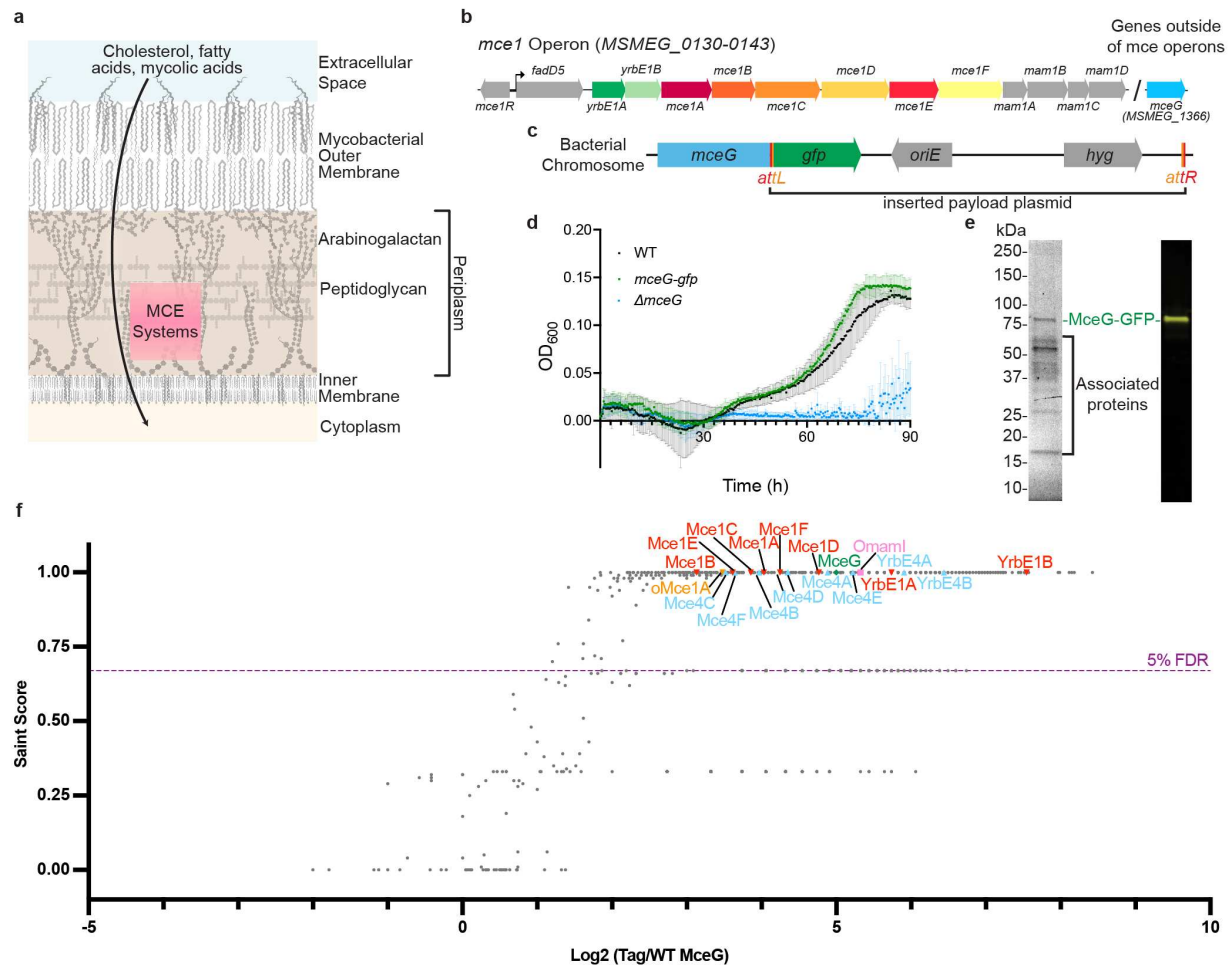 a
Cholesterol, fatty
acids, mycolic acids
Extracellular
Space
Mycobacterial
Outer
Membrane
Arabinogalactan
Peptidoglycan
Periplasm
MCE
Systems
Inner
Membrane
Cytoplasm
b
mce1 Operon (MSMEG_0130-0143)
Genes outside
of mce operons
fadD5
yrbE1B
mce1B
mce1D
mce1F
mam1B
mam1D
mce1R
yrbE1A
mce1A
mce1C
mce1E
mam1A
mam1C
mceG
(MSMEG_1366)
c
Bacterial
Chromosome
mceG
gfp
oriE
hyg
attL
attR
inserted payload plasmid
d
0.20
0.15
0.10
0.05
0.00
OD600
WT
mceG-gfp
ΔmceG
30
60
90
Time (h)
e
kDa
250-
150-
100-
75-
50-
37-
25-
20-
15-
10-
-MceG-GFP-
Associated
proteins
f
Saint Score
1.00
0.75
0.50
0.25
0.00
Mce1C
Mce1F
Mce1E
Mce1A
Mce1D
OmamI
Mce1B
MceG
YrbE4A
YrbE1B
oMce1A
Mce4A
YrbE1A
YrbE4B
Mce4C
Mce4D
Mce4E
Mce4F
Mce4B
5% FDR
-5
0
5
10
Log2 (Tag/WT MceG)